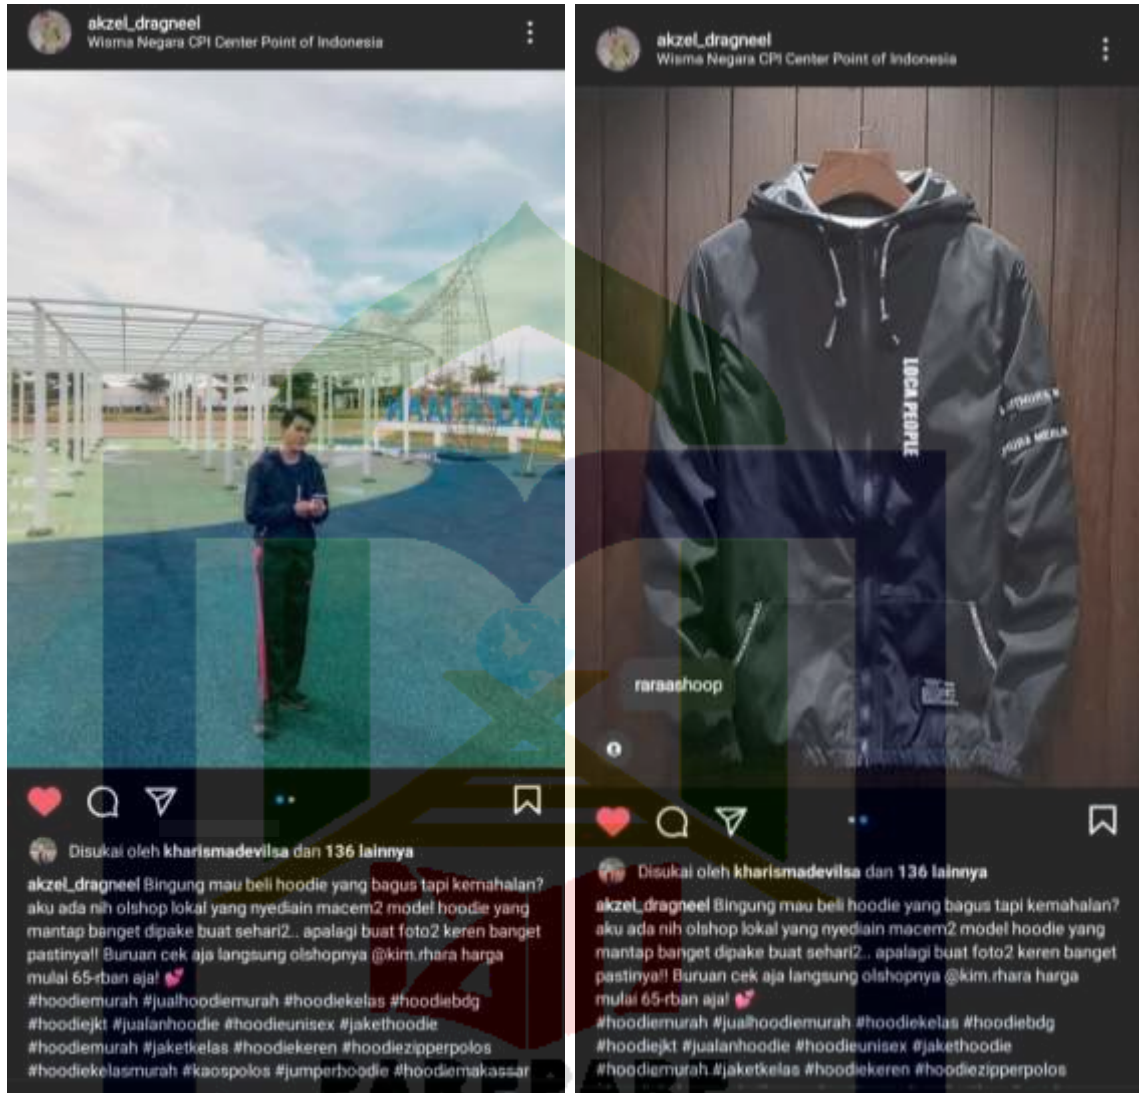 akzel_dragneel
Wisma Negara CPI Center Point of Indonesia
Disukai oleh kharismadevilsa dan 136 lainnya
akzel_dragneel Bingung mau beli hoodie yang bagus tapi kemahalan?
aku ada nih olshop lokal yang nyediain macem2 model hoodie yang
mantap banget dipake buat sehari2.. apalagi buat foto2 keren banget
pastinya!! Buruan cek aja langsung olshopnya @kim.rhara harga
mulai 65-rban aja! 💕
#hoodiemurah #jualhoodiemurah #hoodiekelas #hoodiebdg
#hoodiejkt #jualanhoodie #hoodieunisex #jakethoodie
#hoodiemurah #jaketkelas #hoodiekeren #hoodiezipperpolos
#hoodiekelasmurah #kaospolos #jumperboodie #hoodiemakassar
akzel_dragneel
Wisma Negara CPI Center Point of Indonesia
LOCA PEOPLE
raraashoop
Disukai oleh kharismadevilsa dan 136 lainnya
akzel_dragneel Bingung mau beli hoodie yang bagus tapi kemahalan?
aku ada nih olshop lokal yang nyediain macem2 model hoodie yang
mantap banget dipake buat sehari2.. apalagi buat foto2 keren banget
pastinya!! Buruan cek aja langsung olshopnya @kim.rhara harga
mulai 65-rban aja! 💕
#hoodiemurah #jualhoodiemurah #hoodiekelas #hoodiebdg
#hoodiejkt #jualanhoodie #hoodieunisex #jakethoodie
#hoodiemurah #jaketkelas #hoodiekeren #hoodiezipperpolos